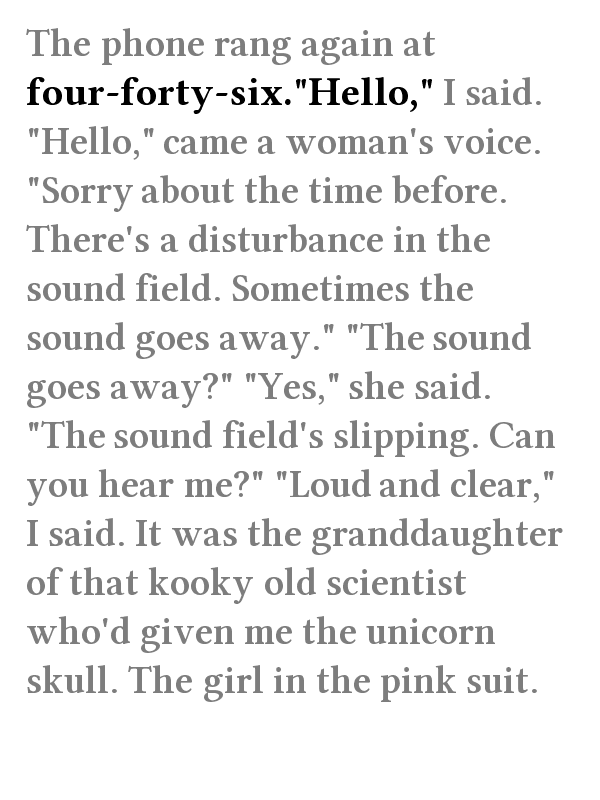 The phone rang again at
four-forty-six."Hello," I said.
"Hello," came a woman's voice.
"Sorry about the time before.
There's a disturbance in the
sound field. Sometimes the
sound goes away." "The sound
goes away?" "Yes," she said.
"The sound field's slipping. Can
you hear me?" "Loud and clear,"
I said. It was the granddaughter
of that kooky old scientist
who'd given me the unicorn
skull. The girl in the pink suit.